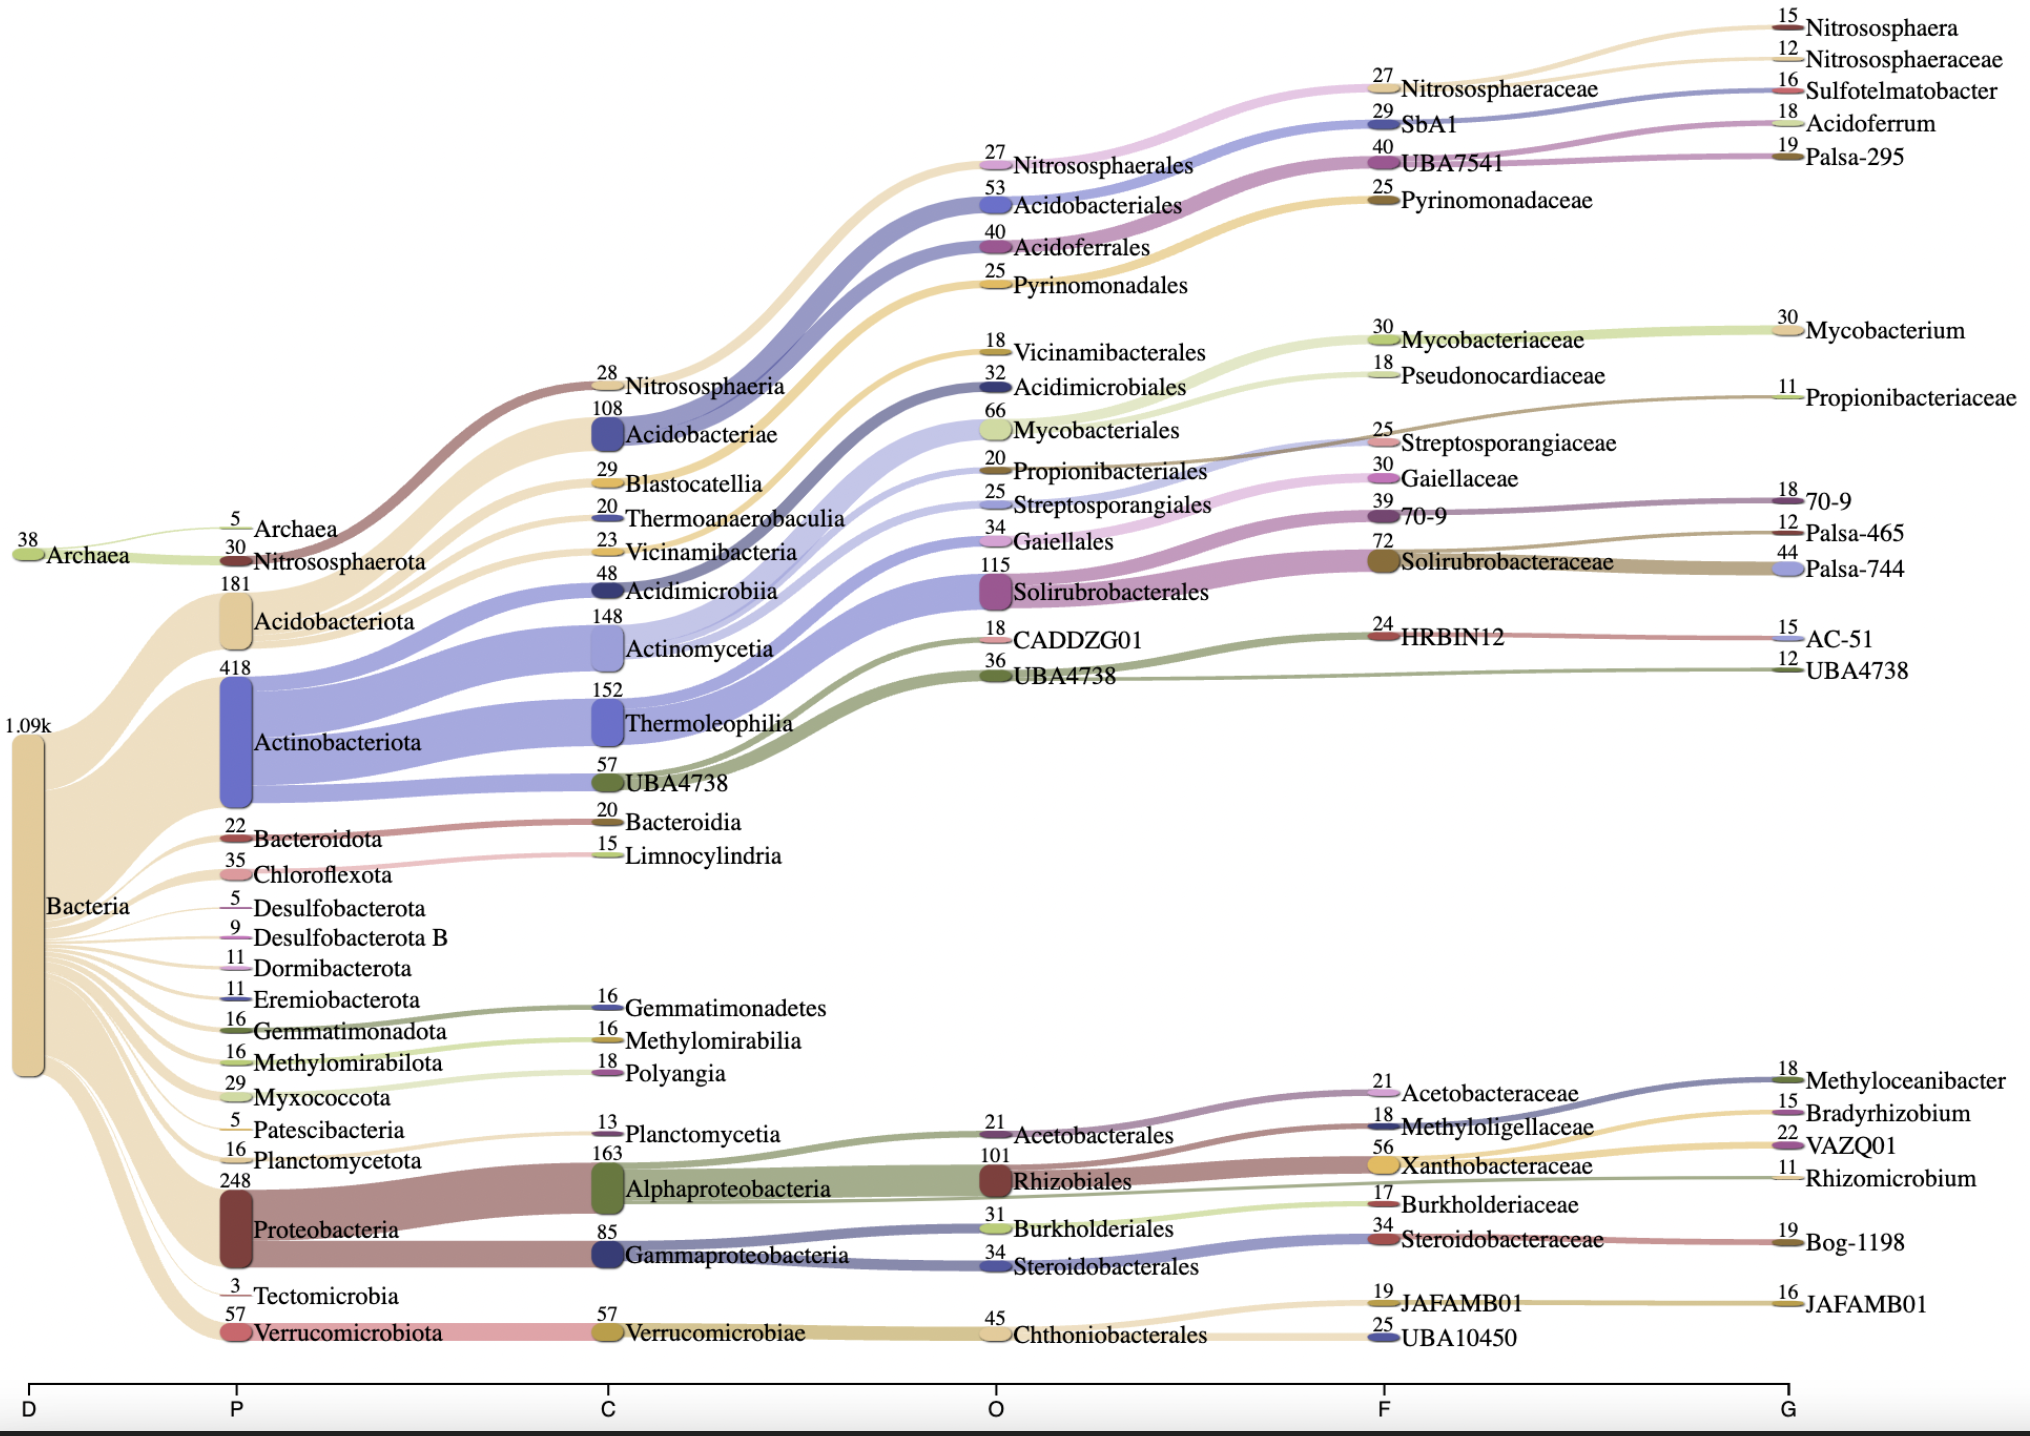 38
Archaea
1.09k
Bacteria
5
Archaea
30
Nitrososphaerota
181
Acidobacteriota
418
Actinobacteriota
22
Bacteroidota
35
Chloroflexota
5
Desulfobacterota
9
Desulfobacterota B
11
Dormibacterota
11
Eremiobacterota
16
Gemmatimonadota
16
Methylomirabilota
29
Myxococcota
5
Patescibacteria
16
Planctomycetota
248
Proteobacteria
3
Tectomicrobia
57
Verrucomicrobiota
28
Nitrososphaeria
108
Acidobacteriae
29
Blastocatellia
20
Thermoanaerobaculia
23
Vicinamibacteria
48
Acidimicrobiia
148
Actinomycetia
152
Thermoleophilia
57
UBA4738
20
Bacteroidia
15
Limnocylindria
16
Gemmatimonadetes
16
Methylomirabilia
18
Polyangia
13
Planctomycetia
163
Alphaproteobacteria
85
Gammaproteobacteria
57
Verrucomicrobiae
27
Nitrososphaerales
53
Acidobacteriales
40
Acidoferrales
25
Pyrinomonadales
18
Vicinamibacterales
32
Acidimicrobiales
66
Mycobacteriales
20
Propionibacteriales
25
Streptosporangiales
34
Gaiellales
115
Solirubrobacterales
18
CADDZG01
36
UBA4738
21
Acetobacterales
101
Rhizobiales
31
Burkholderiales
34
Steroidobacterales
45
Chthoniobacterales
27
Nitrososphaeraceae
29
SbA1
40
UBA7541
25
Pyrinomonadaceae
30
Mycobacteriaceae
18
Pseudonocardiaceae
25
Streptosporangiaceae
30
Gaiellaceae
39
70-9
72
Solirubrobacteraceae
24
HRBIN12
21
Acetobacteraceae
18
Methyloligellaceae
56
Xanthobacteraceae
17
Burkholderiaceae
34
Steroidobacteraceae
19
JAFAMB01
25
UBA10450
15
Nitrososphaera
12
Nitrososphaeraceae
16
Sulfotelmatobacter
18
Acidoferrum
19
Palsa-295
30
Mycobacterium
11
Propionibacteriaceae
18
70-9
12
Palsa-465
44
Palsa-744
15
AC-51
12
UBA4738
18
Methyloceanibacter
15
Bradyrhizobium
22
VAZQ01
11
Rhizomicrobium
19
Bog-1198
16
JAFAMB01
D P C O F G